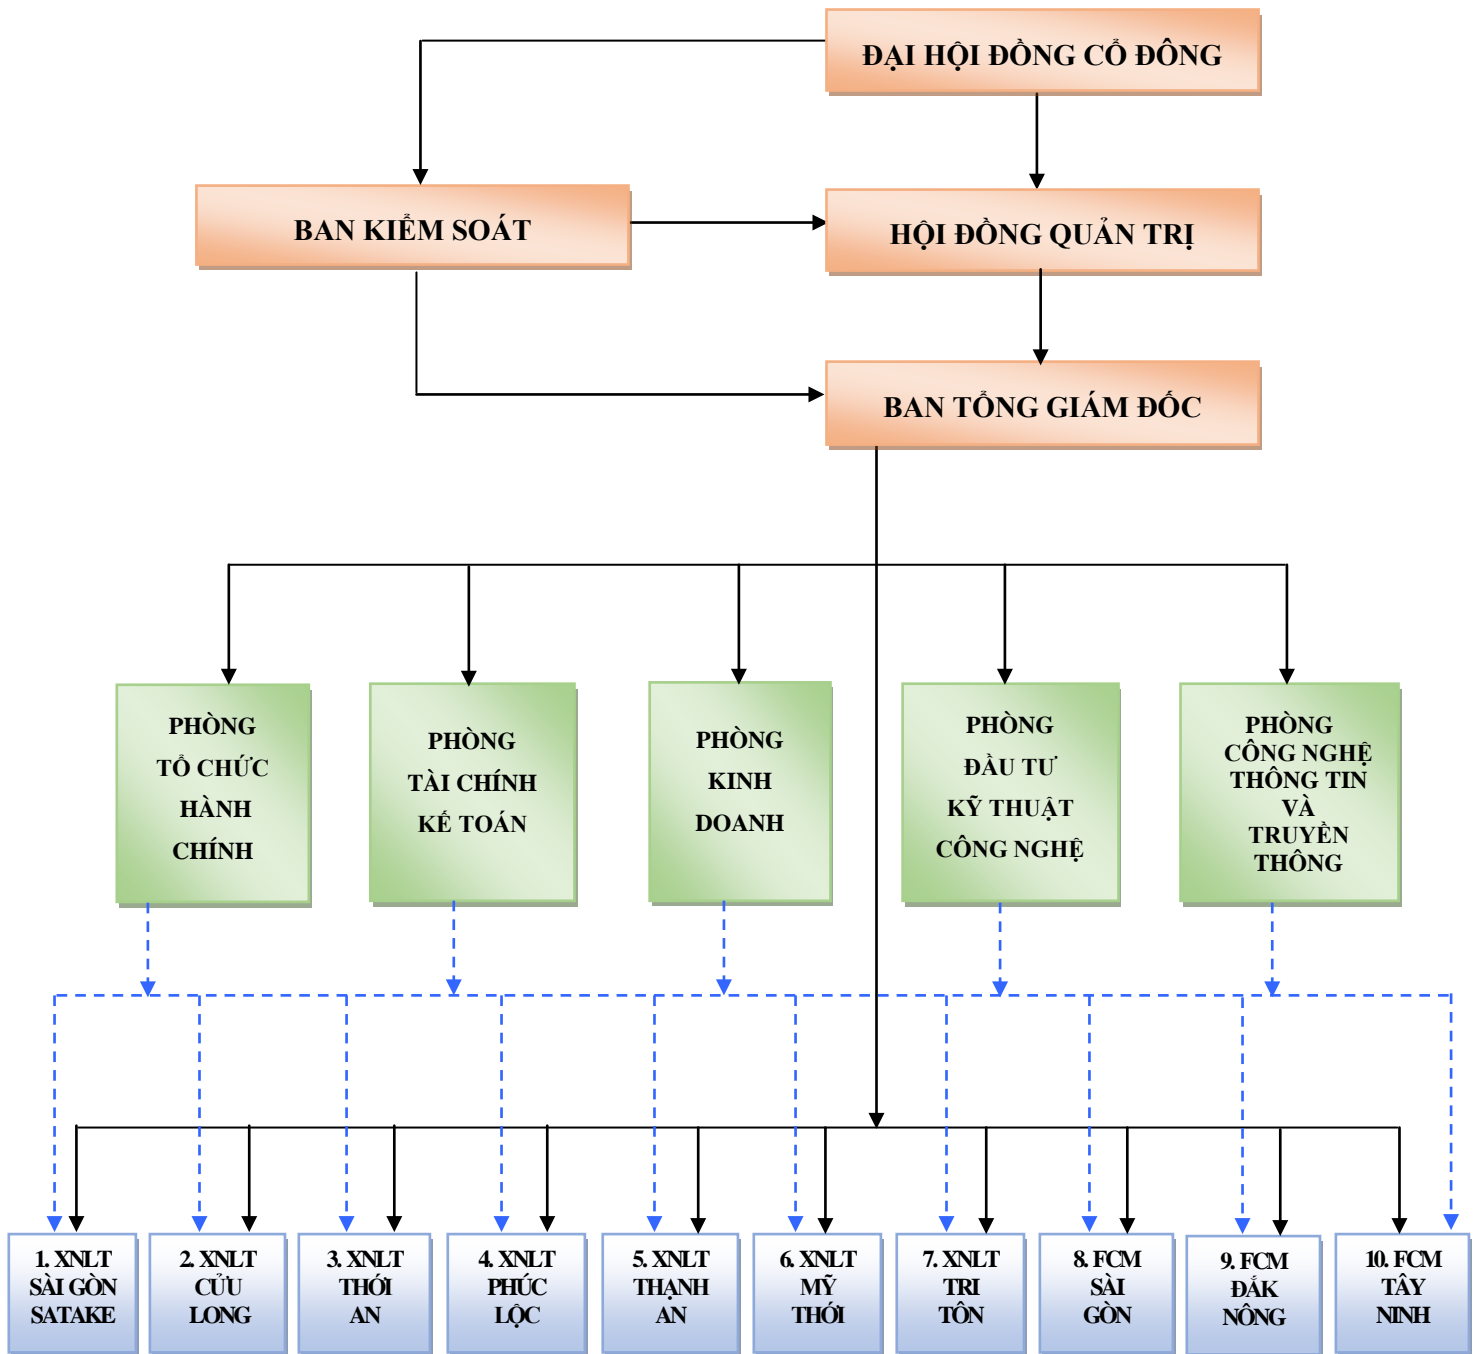 ĐẠI HỘI ĐỒNG CỔ ĐÔNG
BAN KIỂM SOÁT
HỘI ĐỒNG QUẢN TRỊ
BAN TỔNG GIÁM ĐỐC
PHÒNG
TỔ CHỨC
HÀNH
CHÍNH
PHÒNG
TÀI CHÍNH
KẾ TOÁN
PHÒNG
KINH
DOANH
PHÒNG
ĐẦU TƯ
KỸ THUẬT
CÔNG NGHỆ
PHÒNG
CÔNG NGHỆ
THÔNG TIN
VÀ
TRUYỀN
THÔNG
1. XNLT
SÀI GÒN
SATAKE
2. XNLT
CỬU
LONG
3. XNLT
THỚI
AN
4. XNLT
PHÚC
LỘC
5. XNLT
THẠNH
AN
6. XNLT
MỸ
THỚI
7. XNLT
TRI
TÔN
8. FCM
SÀI
GÒN
9. FCM
ĐẮK
NÔNG
10. FCM
TÂY
NINH